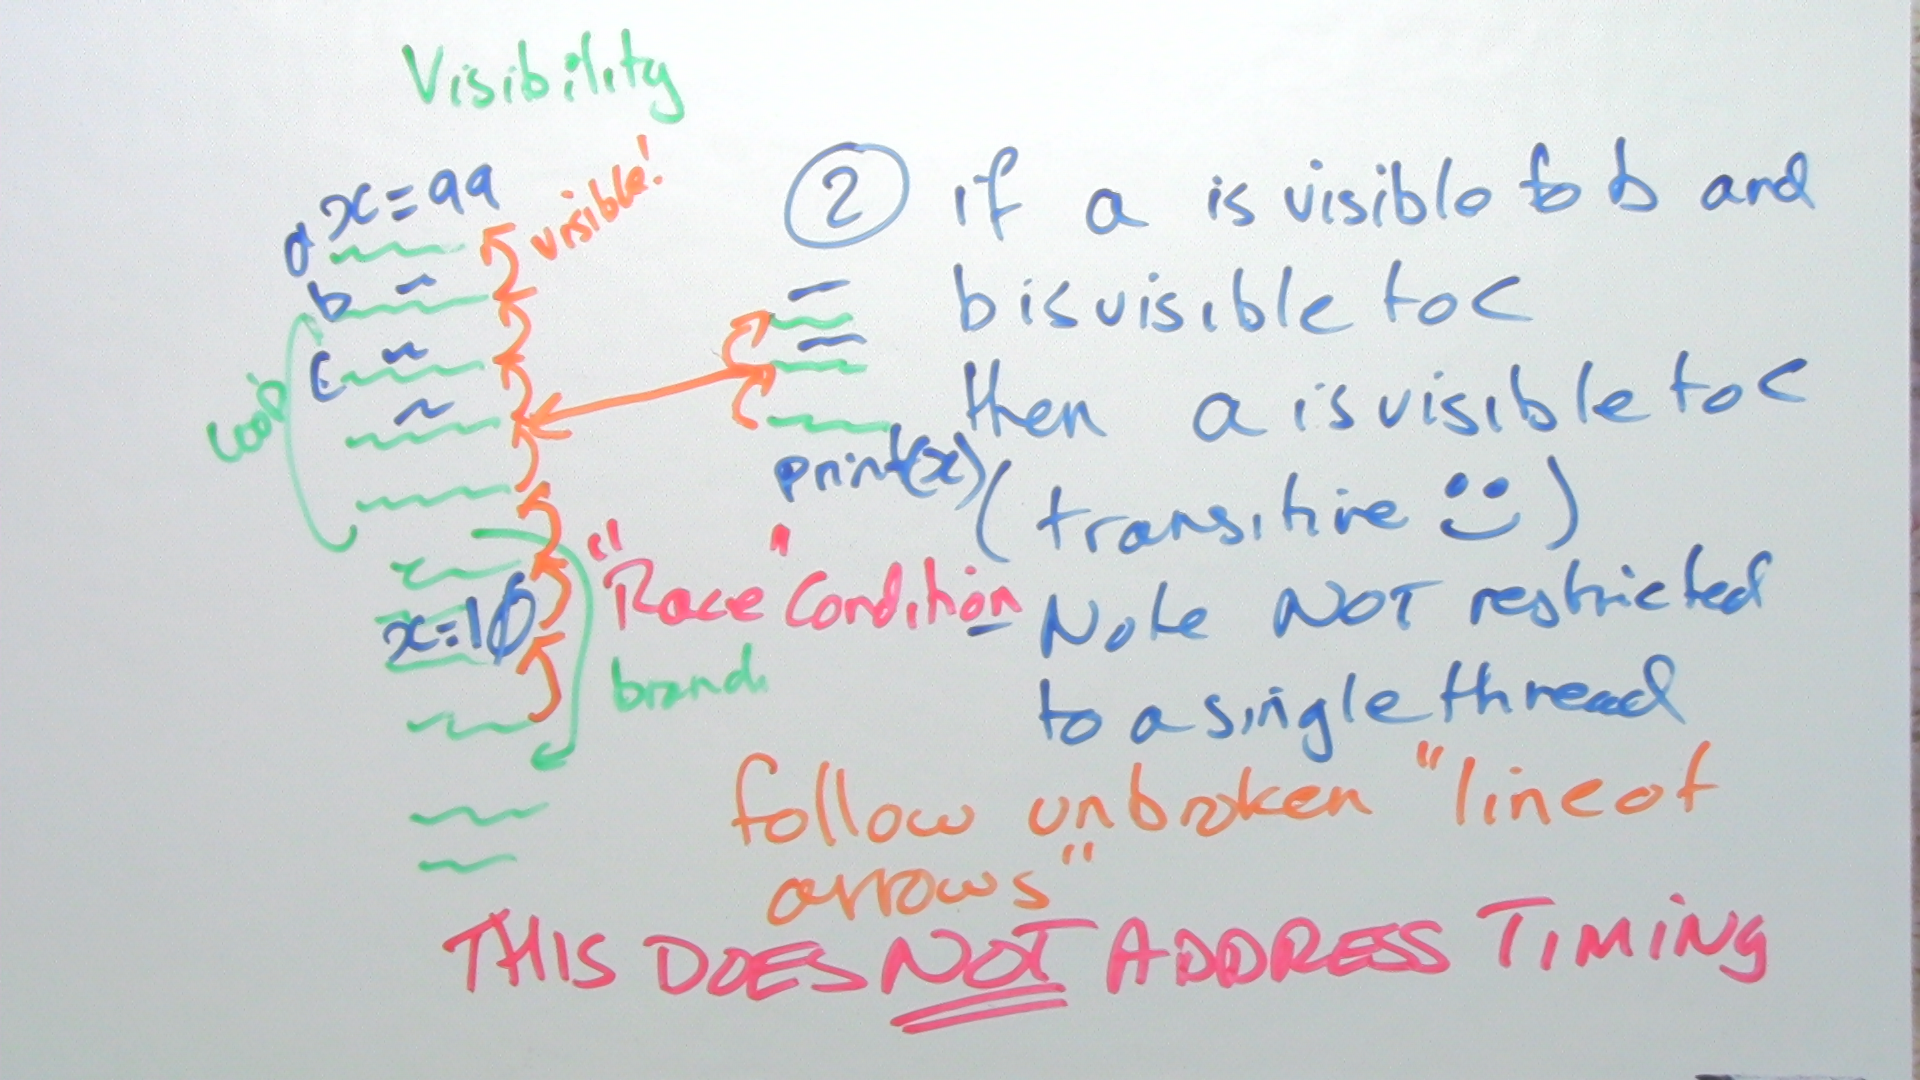 Visibility
x=99
visible!
a
b
c
loop
x=10
"Race" Condition
branch
print(x)
2 if a is visible to b and
b is visible to c
then a is visible to c
(transitive)
Note NOT restricted
to a single thread
follow unbroken "line of
arrows"
THIS DOES NOT ADDRESS TIMING